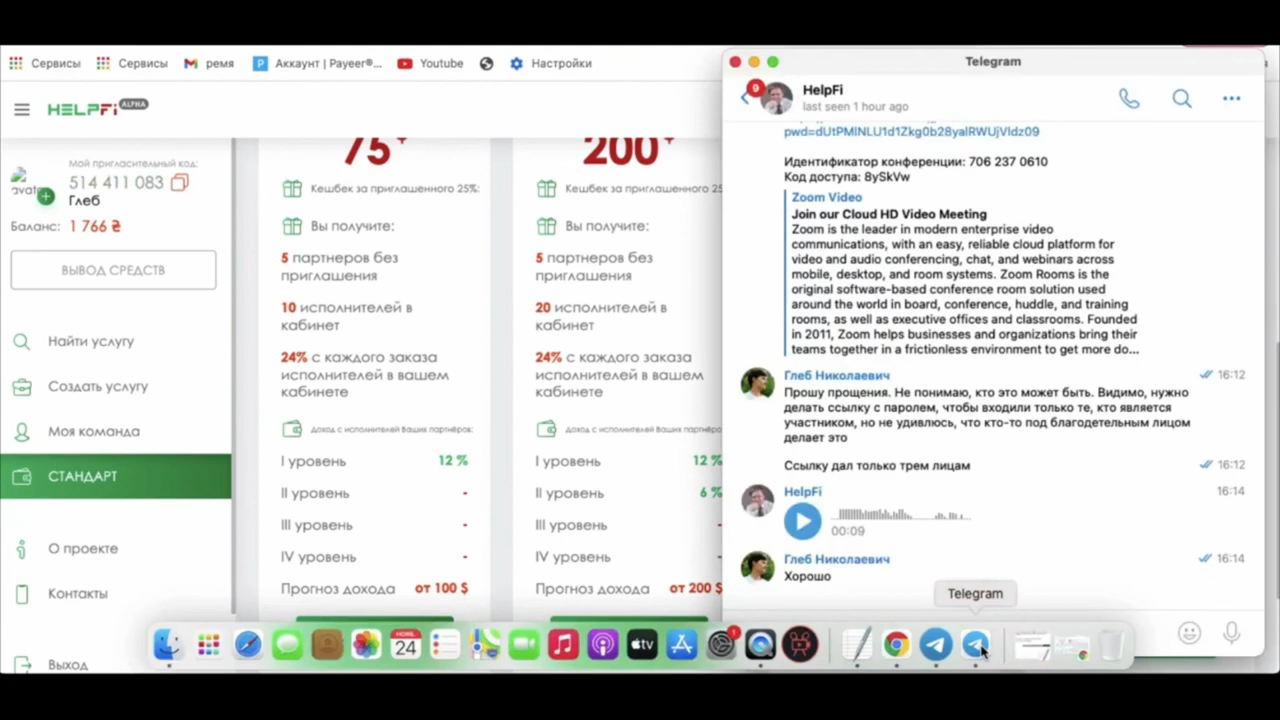 Сервисы
Сервисы
ремя
Аккаунт | Payeer®...
Youtube
Настройки
HELPFi ALPHA
Мой пригласительный код:
514 411 083
Глеб
Баланс: 1 766 ₴
ВЫВОД СРЕДСТВ
Найти услугу
Создать услугу
Моя команда
СТАНДАРТ
О проекте
Контакты
Выход
75
Кешбек за приглашенного 25%:
Вы получите:
5 партнеров без
приглашения
10 исполнителей в
кабинет
24% с каждого заказа
исполнителей в вашем
кабинете
Доход с исполнителей Ваших партнёров:
I уровень 12 %
II уровень -
III уровень -
IV уровень -
Прогноз дохода от 100 $
200
Кешбек за приглашенного 25
Вы получите:
5 партнеров без
приглашения
20 исполнителей в
кабинет
24% с каждого заказа
исполнителей в вашем
кабинете
Доход с исполнителей Ваших партнёров
I уровень 12 %
II уровень 6 %
III уровень
IV уровень
Прогноз дохода от 200 $
Telegram
9
HelpFi
last seen 1 hour ago
pwd=dUtPMlNLU1d1Zkg0b28yalRWUjVldz09
Идентификатор конференции: 706 237 0610
Код доступа: 8ySkVw
Zoom Video
Join our Cloud HD Video Meeting
Zoom is the leader in modern enterprise video
communications, with an easy, reliable cloud platform for
video and audio conferencing, chat, and webinars across
mobile, desktop, and room systems. Zoom Rooms is the
original software-based conference room solution used
around the world in board, conference, huddle, and training
rooms, as well as executive offices and classrooms. Founded
in 2011, Zoom helps businesses and organizations bring their
teams together in a frictionless environment to get more do...
Глеб Николаевич 16:12
Прошу прощения. Не понимаю, кто это может быть. Видимо, нужно
делать ссылку с паролем, чтобы входили только те, кто является
участником, но не удивлюсь, что кто-то под благодетельным лицом
делает это
Ссылку дал только трем лицам 16:12
HelpFi 16:14
00:09
Глеб Николаевич 16:14
Хорошо
Telegram
НОЯБ.
24
tv
1